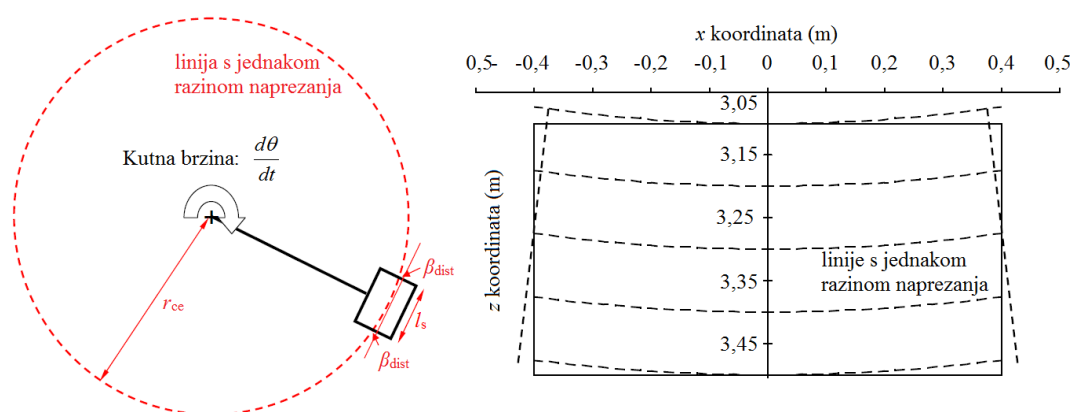 linija s jednakom
razinom naprezanja
Kutna brzina: dθ/dt
r_ce
β_dist
l_s
β_dist
x koordinata (m)
0,5- -0,4 -0,3 -0,2 -0,1 0 0,1 0,2 0,3 0,4 0,5
3,05
3,15
3,25
3,35
3,45
z koordinata (m)
linije s jednakom
razinom naprezanja